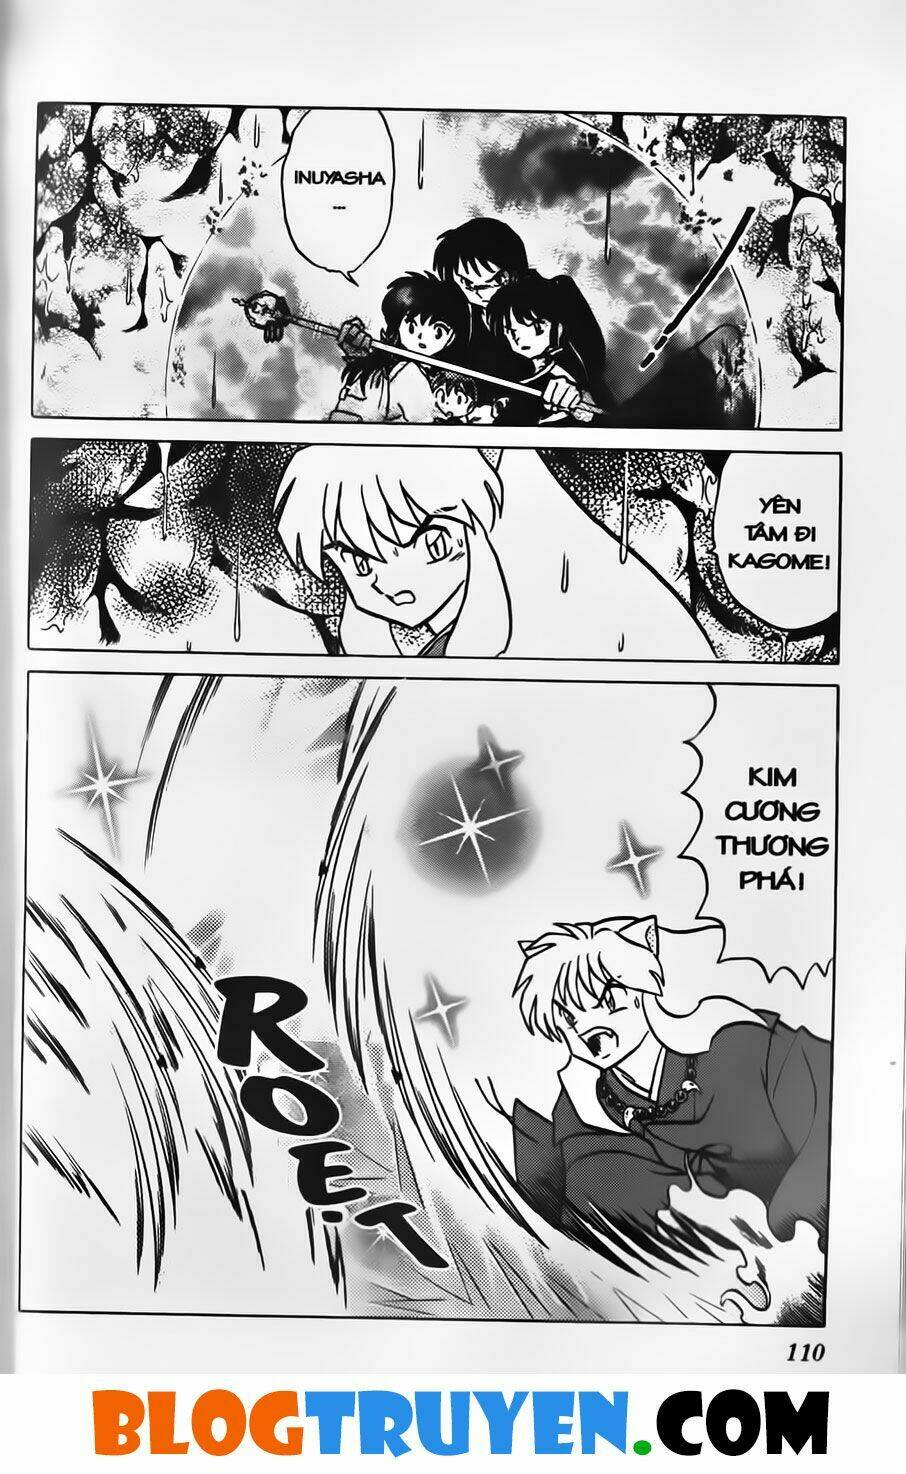 INUYASHA
...
YÊN
TÂM ĐI
KAGOME!
KIM
CƯƠNG
THƯƠNG
PHÁ!
ROẸT
110
BLOGTRUYEN.COM